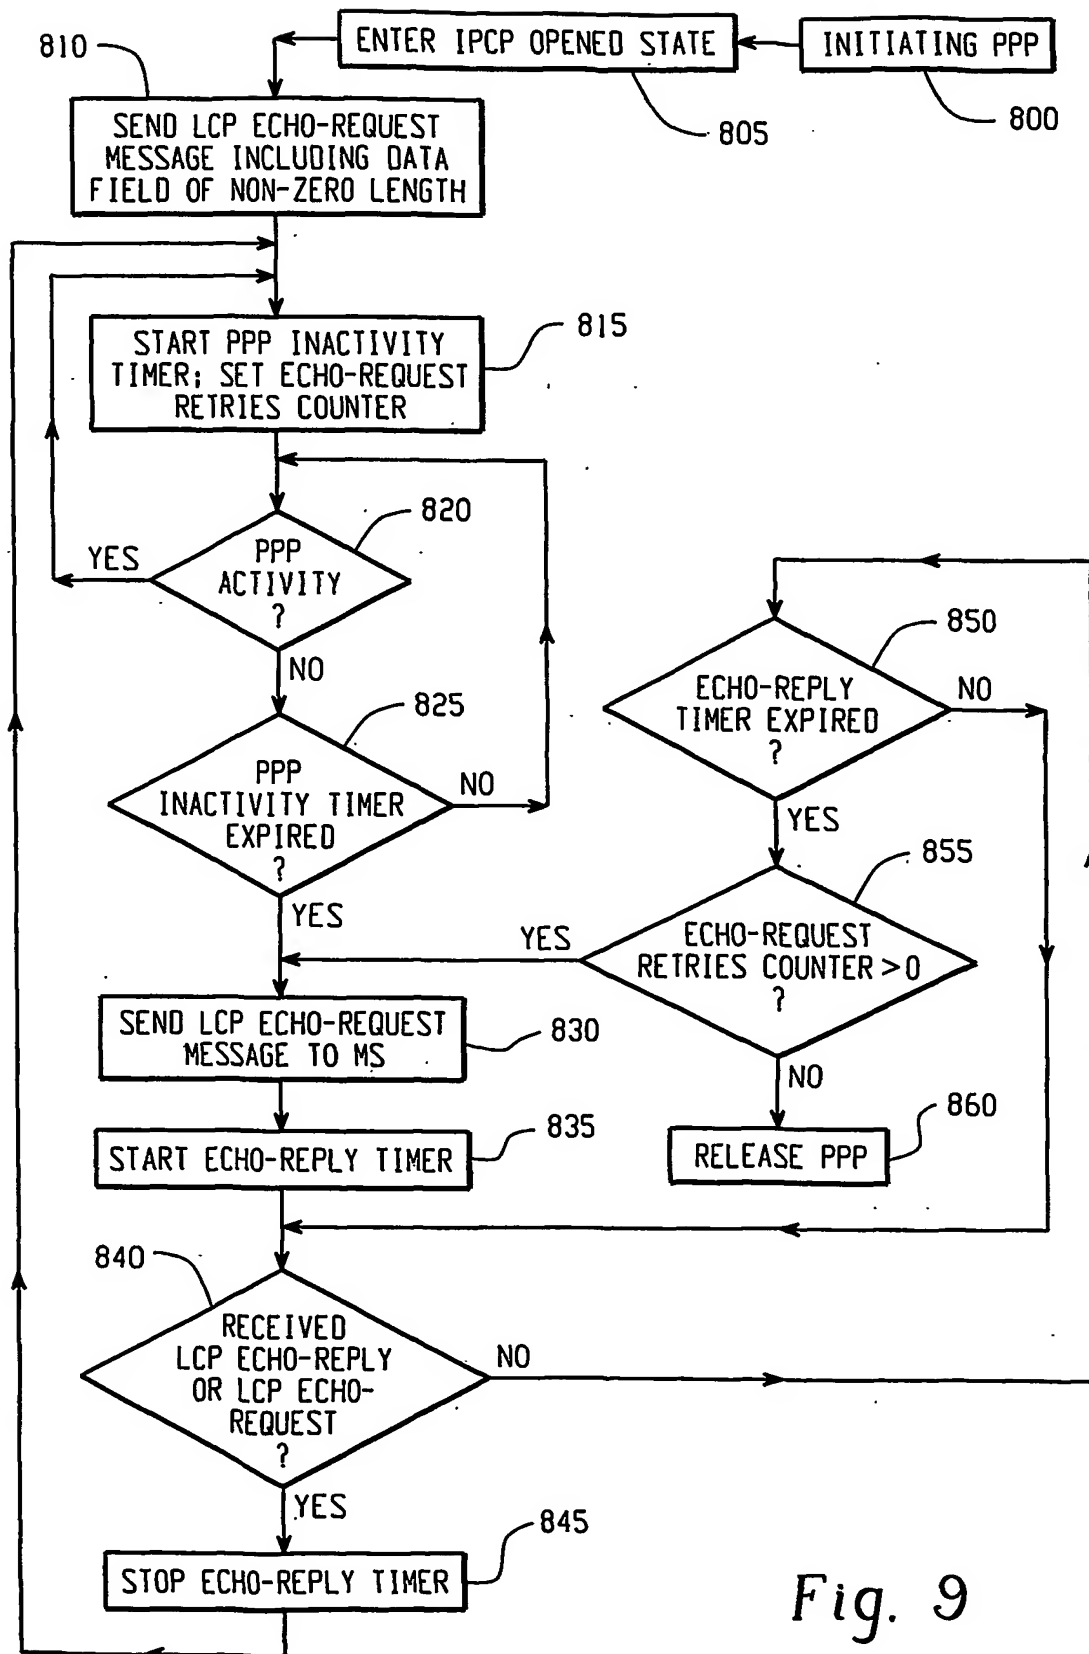 810
ENTER IPCP OPENED STATE
INITIATING PPP
805
800
SEND LCP ECHO-REQUEST
MESSAGE INCLUDING DATA
FIELD OF NON-ZERO LENGTH
START PPP INACTIVITY
TIMER; SET ECHO-REQUEST
RETRIES COUNTER
815
820
PPP
ACTIVITY
?
YES
NO
825
PPP
INACTIVITY TIMER
EXPIRED
?
NO
YES
850
ECHO-REPLY
TIMER EXPIRED
?
NO
YES
855
ECHO-REQUEST
RETRIES COUNTER > 0
?
YES
NO
SEND LCP ECHO-REQUEST
MESSAGE TO MS
830
START ECHO-REPLY TIMER
835
RELEASE PPP
860
840
RECEIVED
LCP ECHO-REPLY
OR LCP ECHO-
REQUEST
?
NO
YES
STOP ECHO-REPLY TIMER
845
Fig. 9